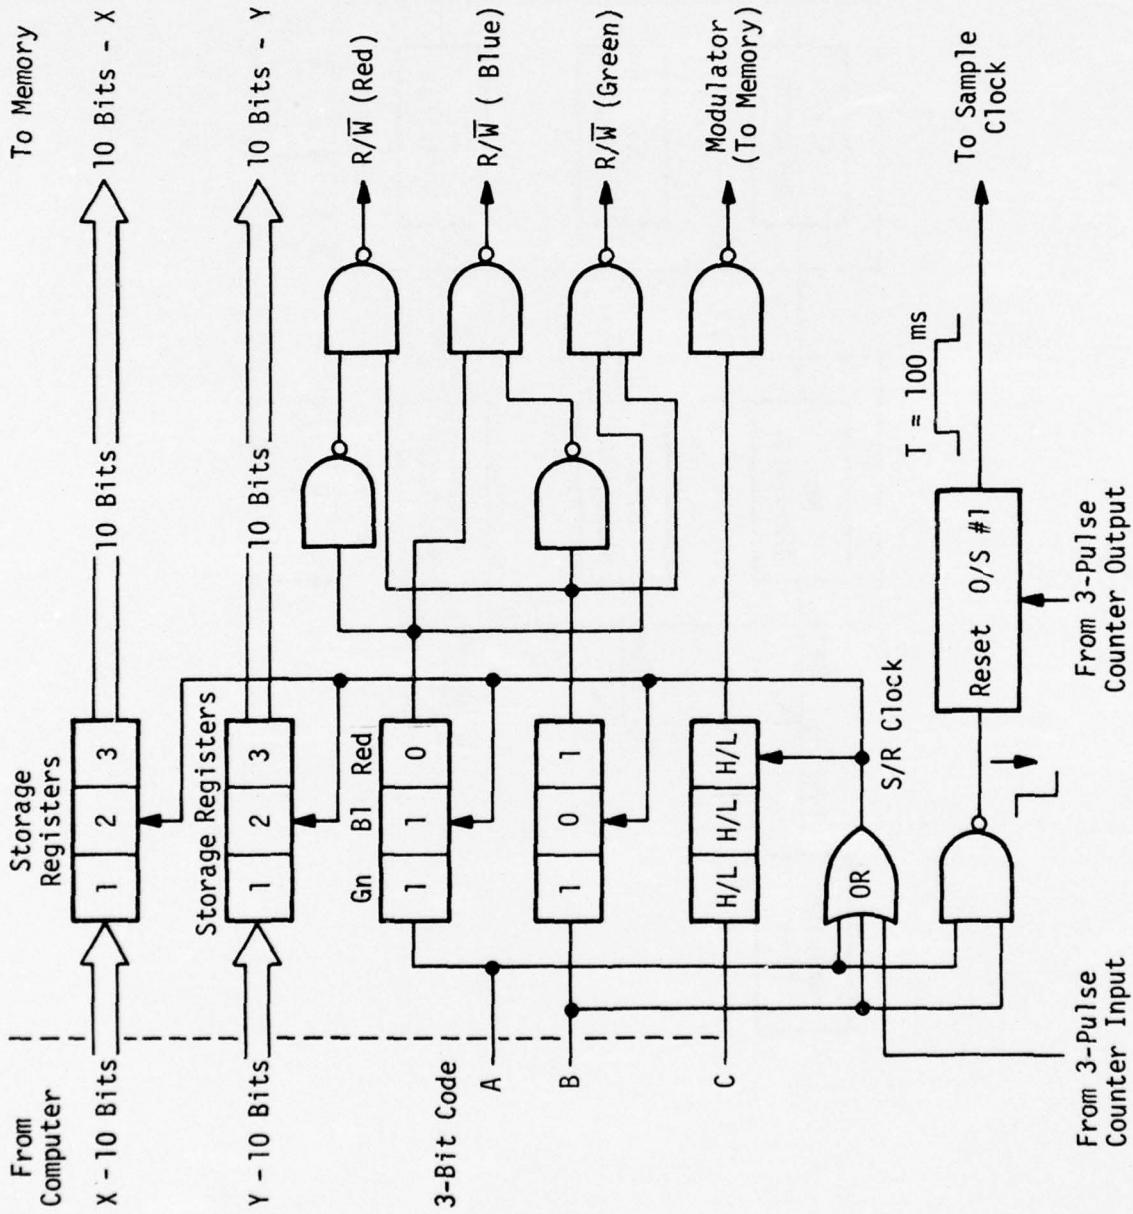 From
Computer
Storage
Registers
To Memory
X - 10 Bits
1 2 3
10 Bits
10 Bits - X
Y - 10 Bits
Storage Registers
1 2 3
10 Bits
10 Bits - Y
3-Bit Code
Gn Bl Red
A
1 1 0
R/W̅ (Red)
B
1 0 1
R/W̅ ( Blue)
R/W̅ (Green)
C
H/L H/L H/L
Modulator
(To Memory)
OR
S/R Clock
T = 100 ms
Reset O/S #1
To Sample
Clock
From 3-Pulse
Counter Input
From 3-Pulse
Counter Output